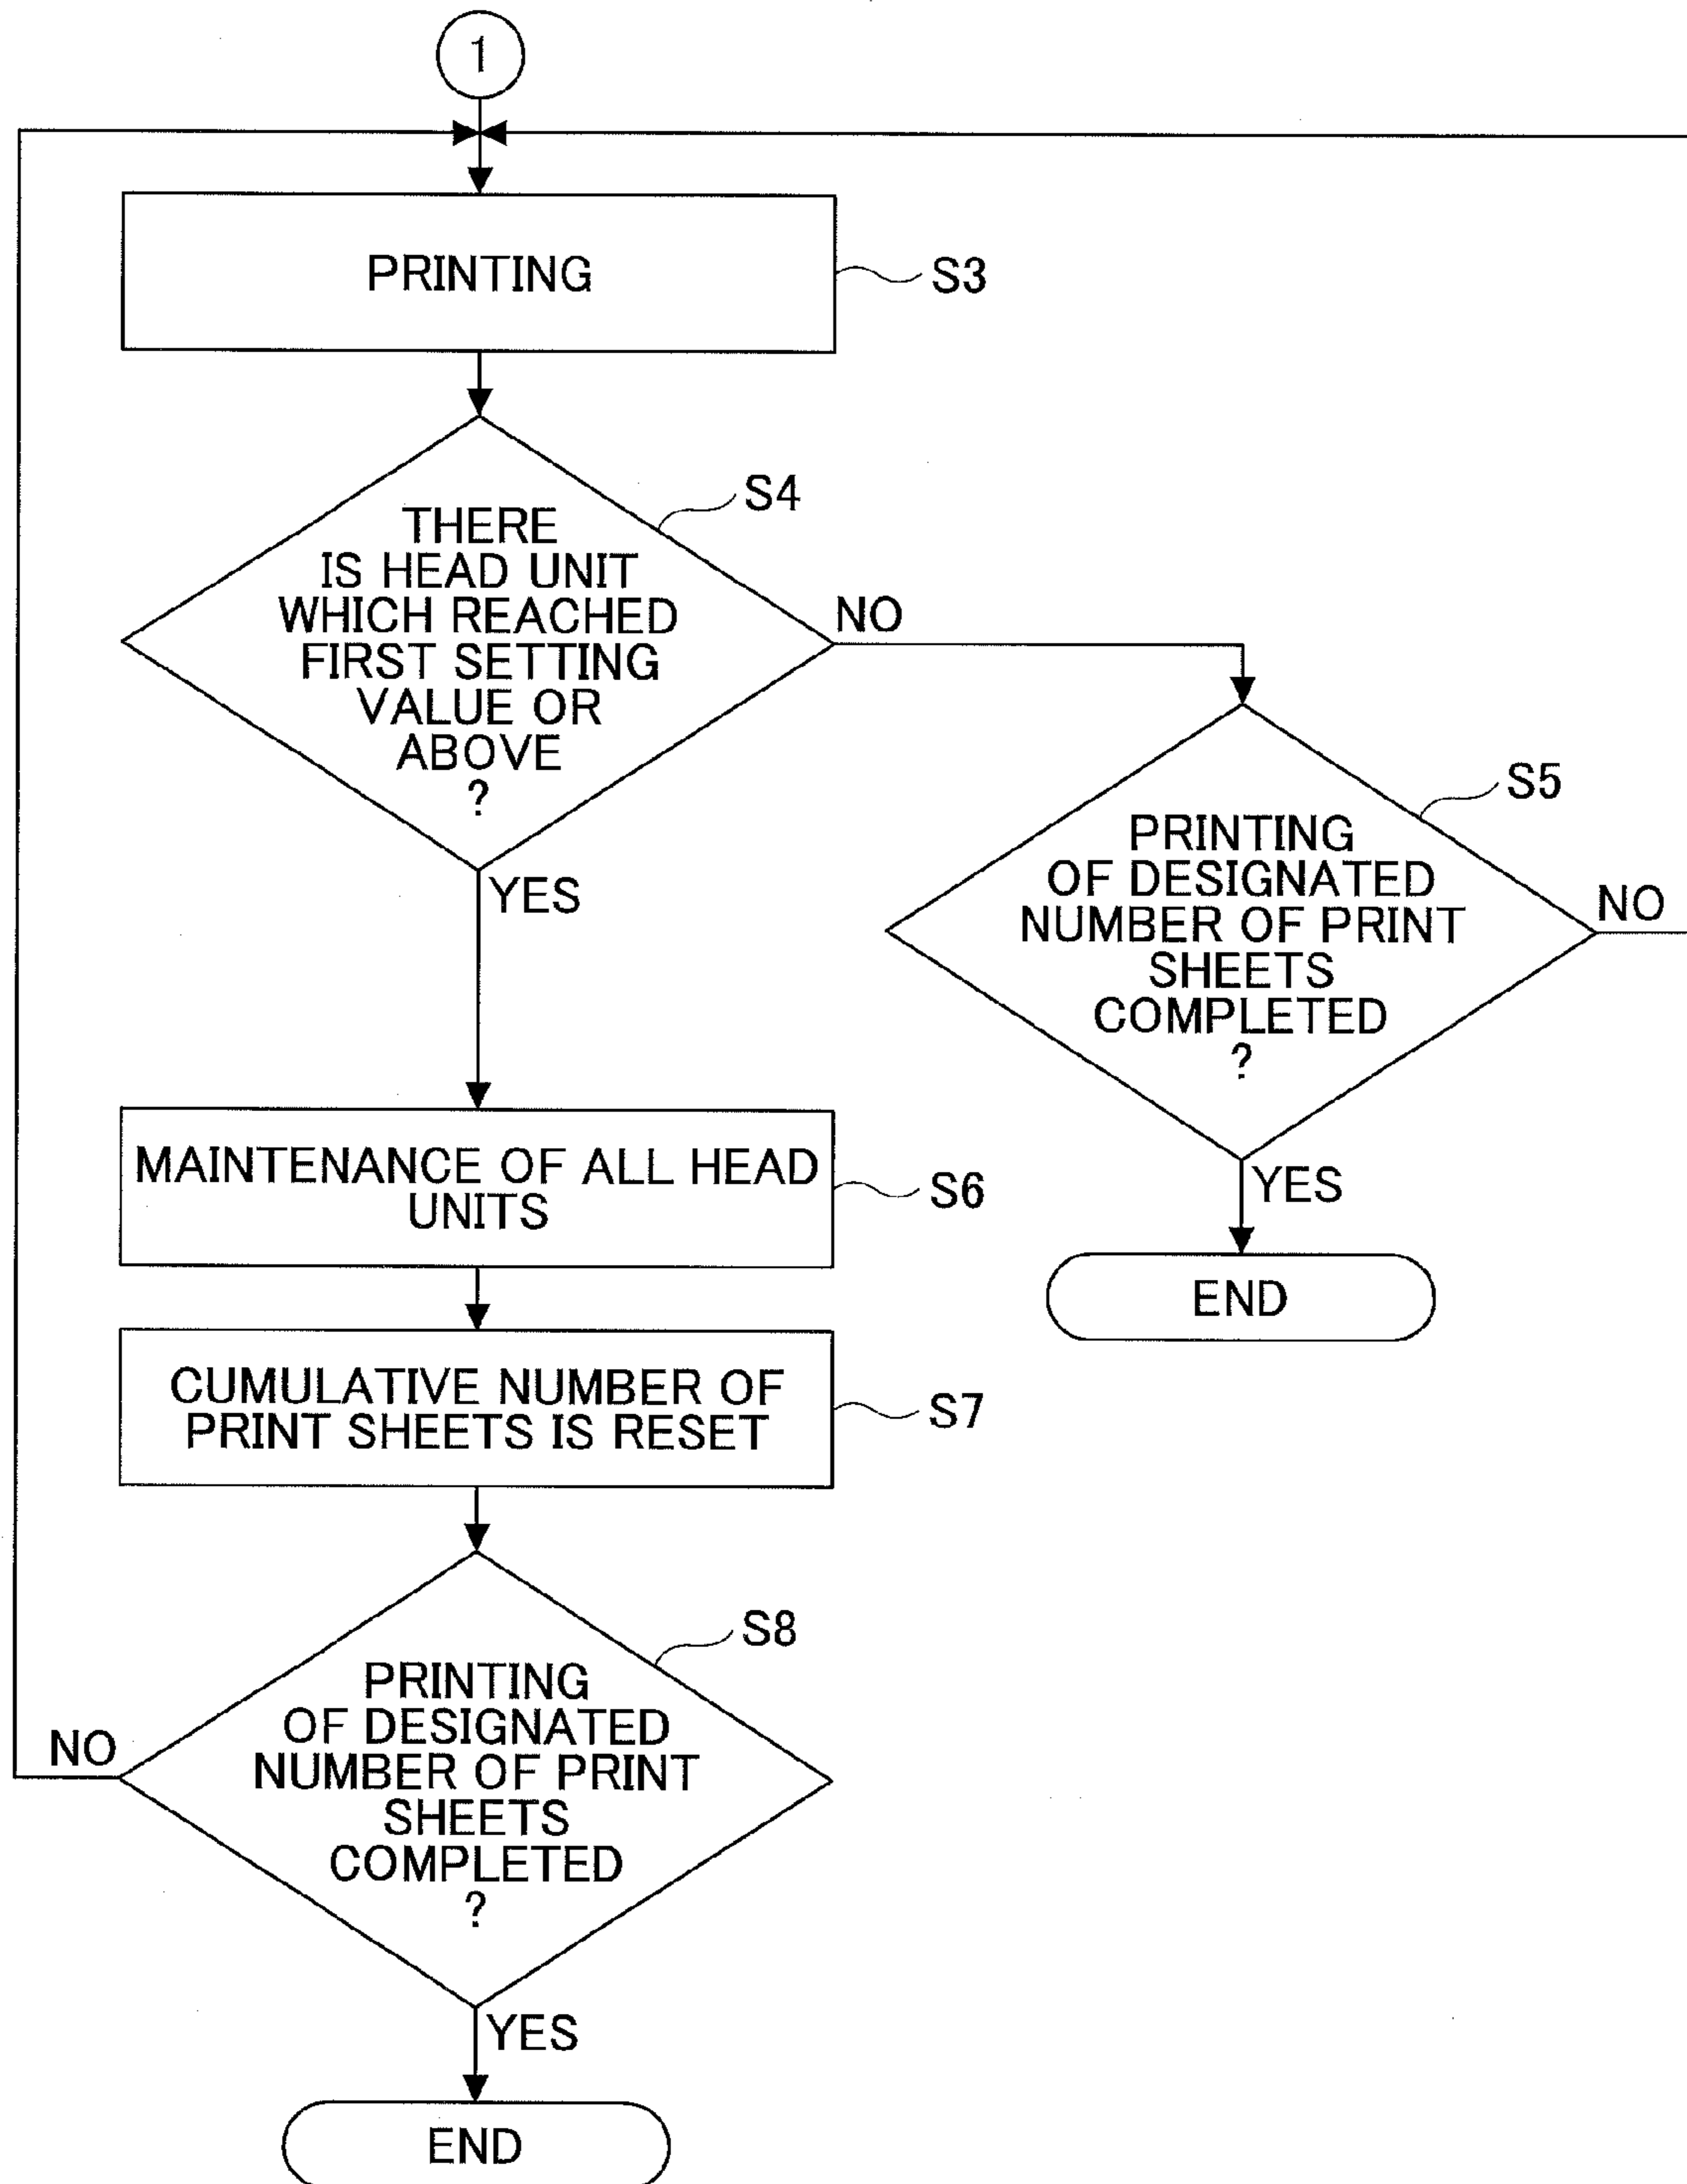 1
PRINTING
S3
S4
THERE
IS HEAD UNIT
WHICH REACHED
FIRST SETTING
VALUE OR
ABOVE
?
NO
YES
S5
PRINTING
OF DESIGNATED
NUMBER OF PRINT
SHEETS
COMPLETED
?
NO
YES
END
MAINTENANCE OF ALL HEAD
UNITS
S6
CUMULATIVE NUMBER OF
PRINT SHEETS IS RESET
S7
S8
PRINTING
OF DESIGNATED
NUMBER OF PRINT
SHEETS
COMPLETED
?
NO
YES
END